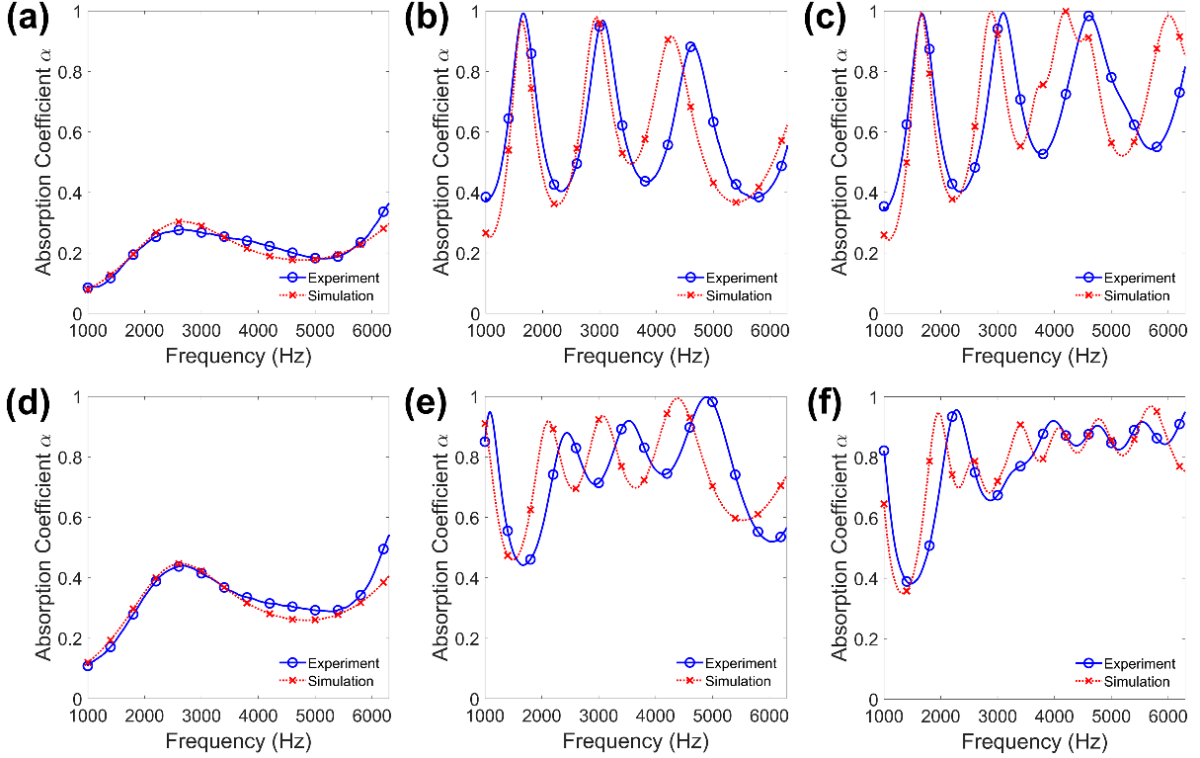 (a)
Absorption Coefficient α
1
0.8
0.6
0.4
0.2
0
Experiment
Simulation
1000 2000 3000 4000 5000 6000
Frequency (Hz)
(b)
Absorption Coefficient α
1
0.8
0.6
0.4
0.2
0
Experiment
Simulation
1000 2000 3000 4000 5000 6000
Frequency (Hz)
(c)
Absorption Coefficient α
1
0.8
0.6
0.4
0.2
0
Experiment
Simulation
1000 2000 3000 4000 5000 6000
Frequency (Hz)
(d)
Absorption Coefficient α
1
0.8
0.6
0.4
0.2
0
Experiment
Simulation
1000 2000 3000 4000 5000 6000
Frequency (Hz)
(e)
Absorption Coefficient α
1
0.8
0.6
0.4
0.2
0
Experiment
Simulation
1000 2000 3000 4000 5000 6000
Frequency (Hz)
(f)
Absorption Coefficient α
1
0.8
0.6
0.4
0.2
0
Experiment
Simulation
1000 2000 3000 4000 5000 6000
Frequency (Hz)